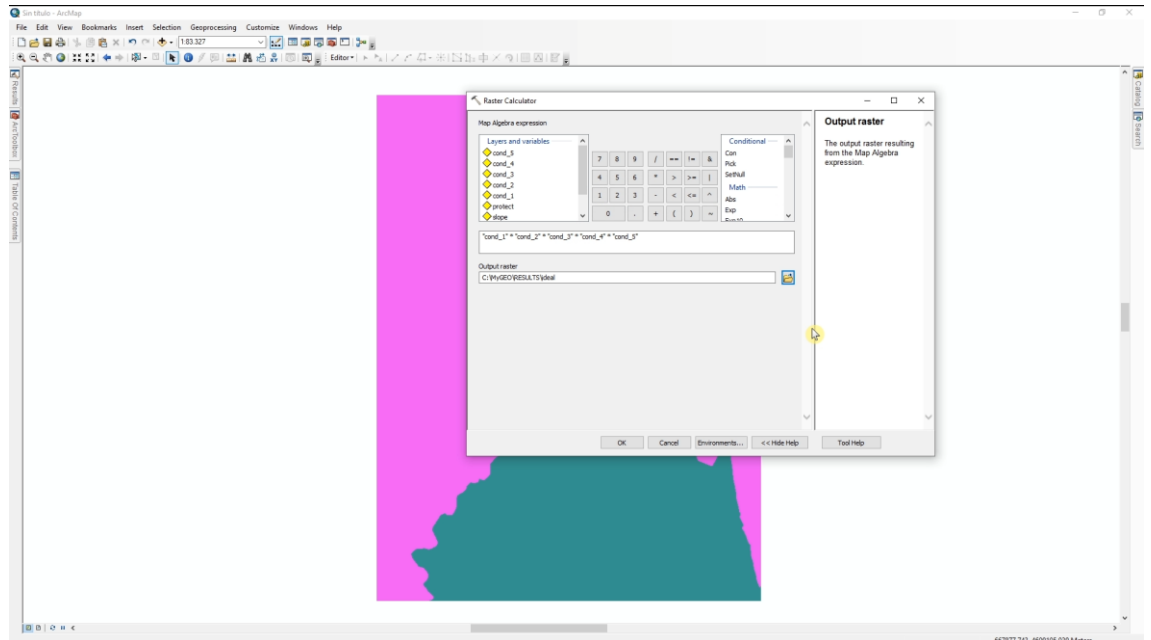 Sin título - ArcMap
File Edit View Bookmarks Insert Selection Geoprocessing Customize Windows Help
1:83.327
Editor
Results
ArcToolbox
Table Of Contents
Catalog
Search
Raster Calculator
Map Algebra expression
Layers and variables
cond_5
cond_4
cond_3
cond_2
cond_1
protect
slope
7 8 9 / == != &
4 5 6 * > >= |
1 2 3 - < <= ^
0 . + ( ) ~
Conditional
Con
Pick
SetNull
Math
Abs
Exp
Exp10
"cond_1" * "cond_2" * "cond_3" * "cond_4" * "cond_5"
Output raster
C:\MyGEO\RESULTS\ideal
OK Cancel Environments... << Hide Help Tool Help
Output raster
The output raster resulting
from the Map Algebra
expression.